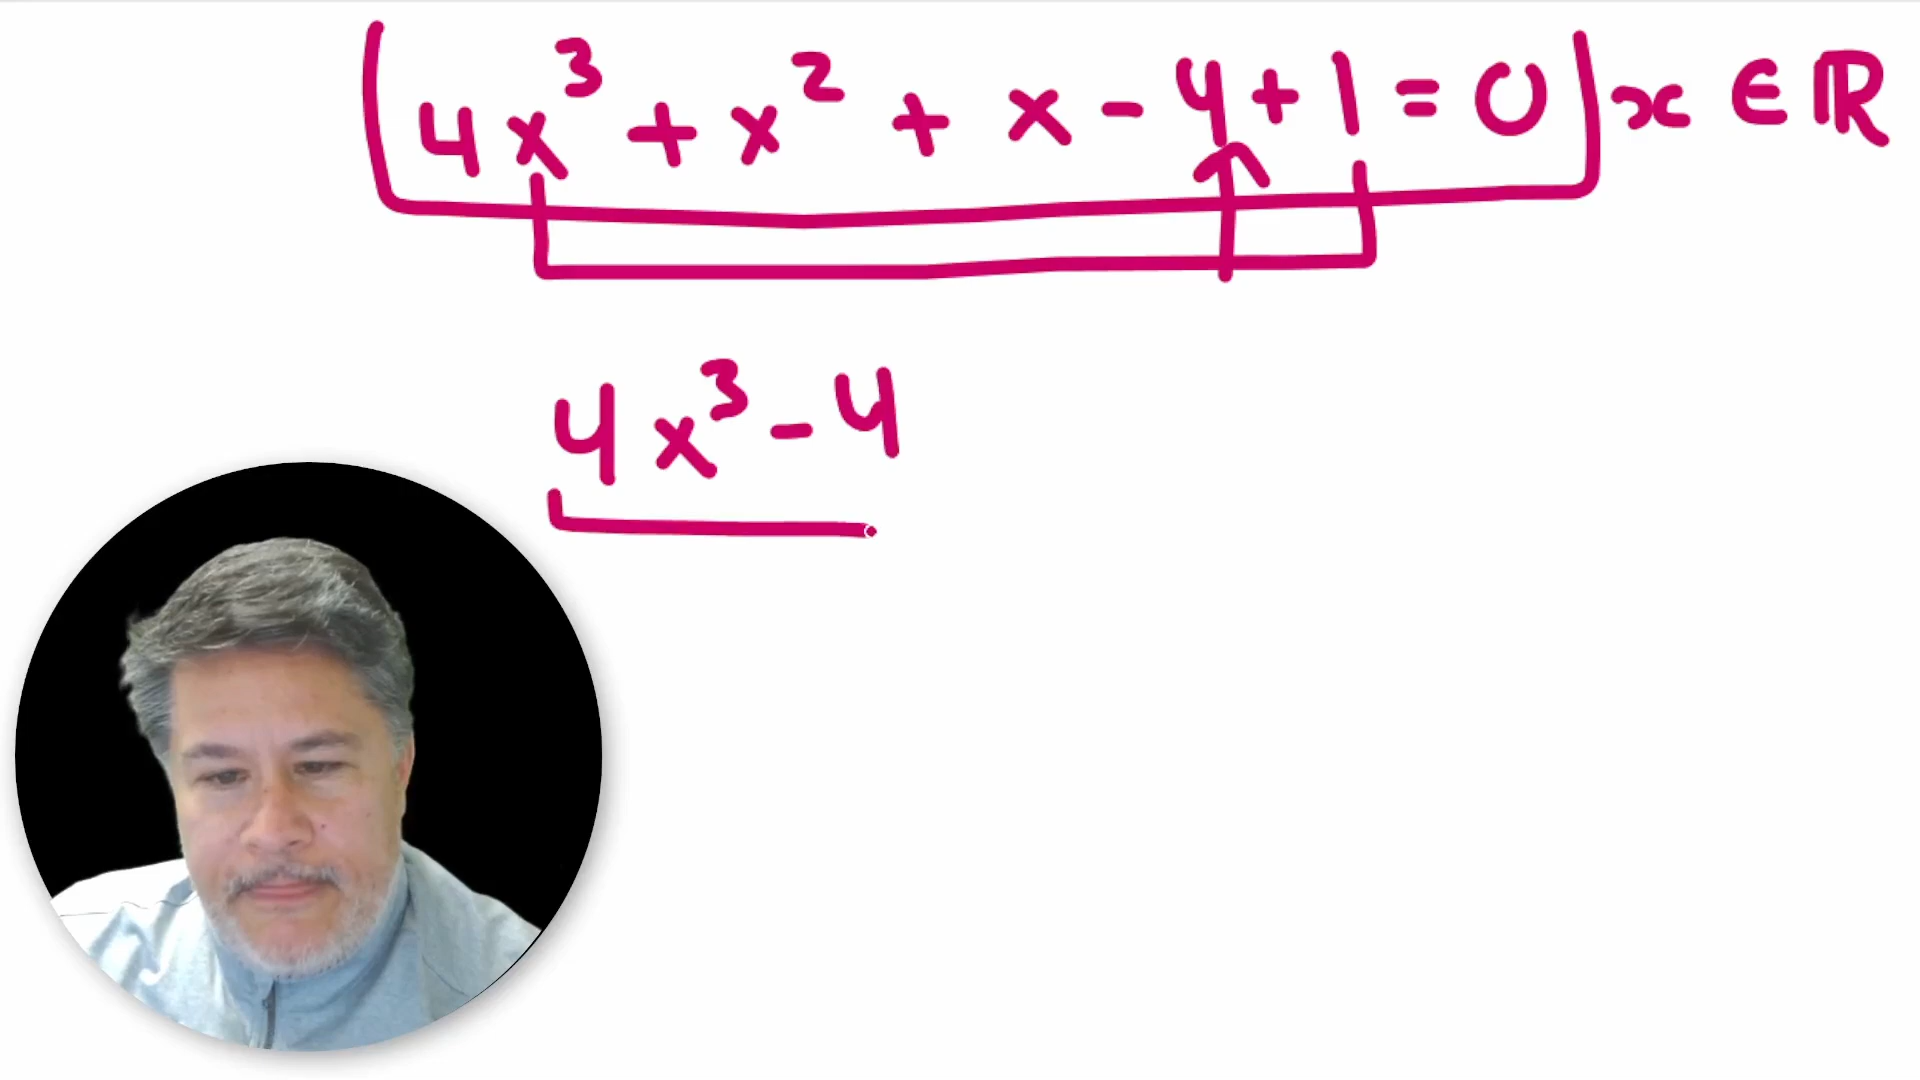 4x³ + x² + x - 4 + 1 = 0 x ∈ ℝ
4x³ - 4